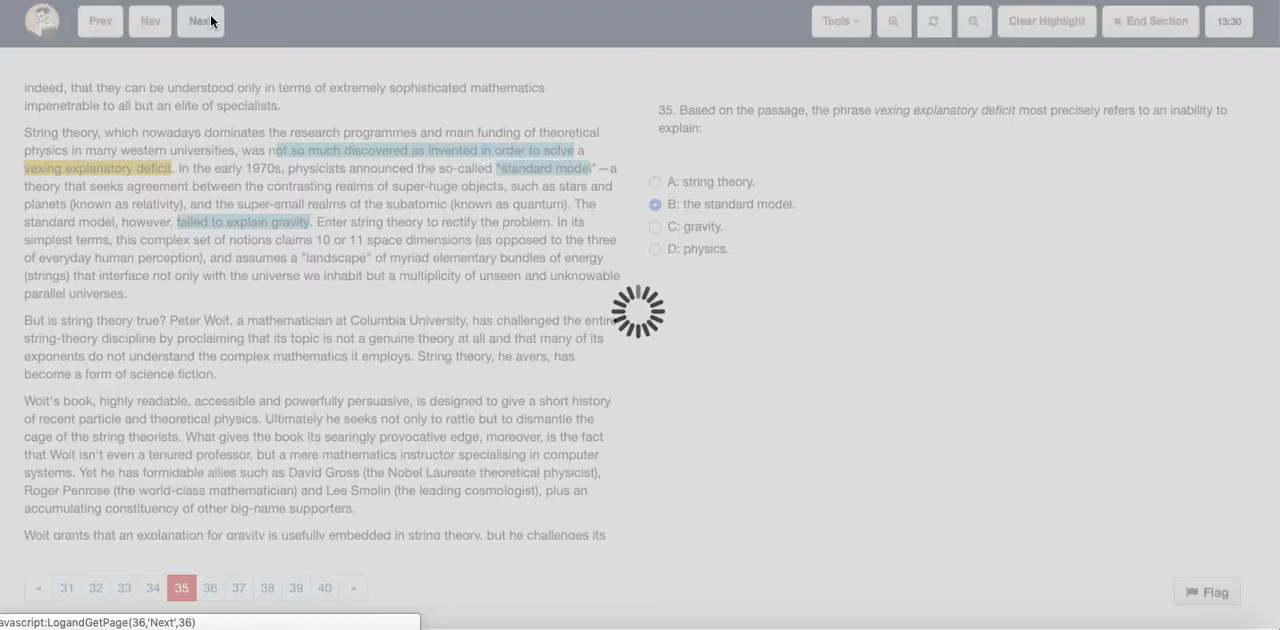 Prev Nav Next Tools Clear Highlight ✖ End Section 13:30
indeed, that they can be understood only in terms of extremely sophisticated mathematics
impenetrable to all but an elite of specialists.
String theory, which nowadays dominates the research programmes and main funding of theoretical
physics in many western universities, was not so much discovered as invented in order to solve a
vexing explanatory deficit. In the early 1970s, physicists announced the so-called "standard model"—a
theory that seeks agreement between the contrasting realms of super-huge objects, such as stars and
planets (known as relativity), and the super-small realms of the subatomic (known as quantum). The
standard model, however, failed to explain gravity. Enter string theory to rectify the problem. In its
simplest terms, this complex set of notions claims 10 or 11 space dimensions (as opposed to the three
of everyday human perception), and assumes a "landscape" of myriad elementary bundles of energy
(strings) that interface not only with the universe we inhabit but a multiplicity of unseen and unknowable
parallel universes.
But is string theory true? Peter Woit, a mathematician at Columbia University, has challenged the entire
string-theory discipline by proclaiming that its topic is not a genuine theory at all and that many of its
exponents do not understand the complex mathematics it employs. String theory, he avers, has
become a form of science fiction.
Woit's book, highly readable, accessible and powerfully persuasive, is designed to give a short history
of recent particle and theoretical physics. Ultimately he seeks not only to rattle but to dismantle the
cage of the string theorists. What gives the book its searingly provocative edge, moreover, is the fact
that Woit isn't even a tenured professor, but a mere mathematics instructor specialising in computer
systems. Yet he has formidable allies such as David Gross (the Nobel Laureate theoretical physicist),
Roger Penrose (the world-class mathematician) and Lee Smolin (the leading cosmologist), plus an
accumulating constituency of other big-name supporters.
Woit grants that an explanation for gravity is usefully embedded in string theory, but he challenges its
35. Based on the passage, the phrase vexing explanatory deficit most precisely refers to an inability to
explain:
A: string theory.
B: the standard model.
C: gravity.
D: physics.
« 31 32 33 34 35 36 37 38 39 40 »
Flag
avascript:LogandGetPage(36,'Next',36)